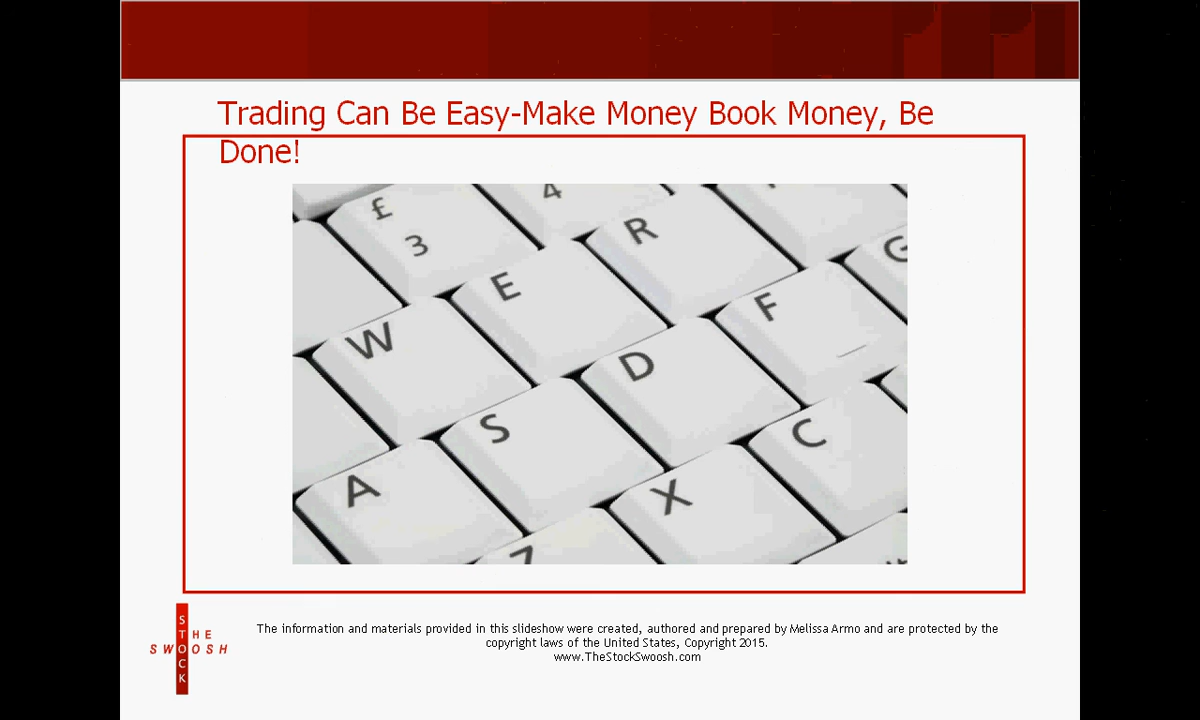 Trading Can Be Easy-Make Money Book Money, Be
Done!
£
3
4
W
E
R
A
S
D
F
G
Z
X
C
STOCK
THE
SWOOSH
The information and materials provided in this slideshow were created, authored and prepared by Melissa Armo and are protected by the
copyright laws of the United States, Copyright 2015.
www.TheStockSwoosh.com